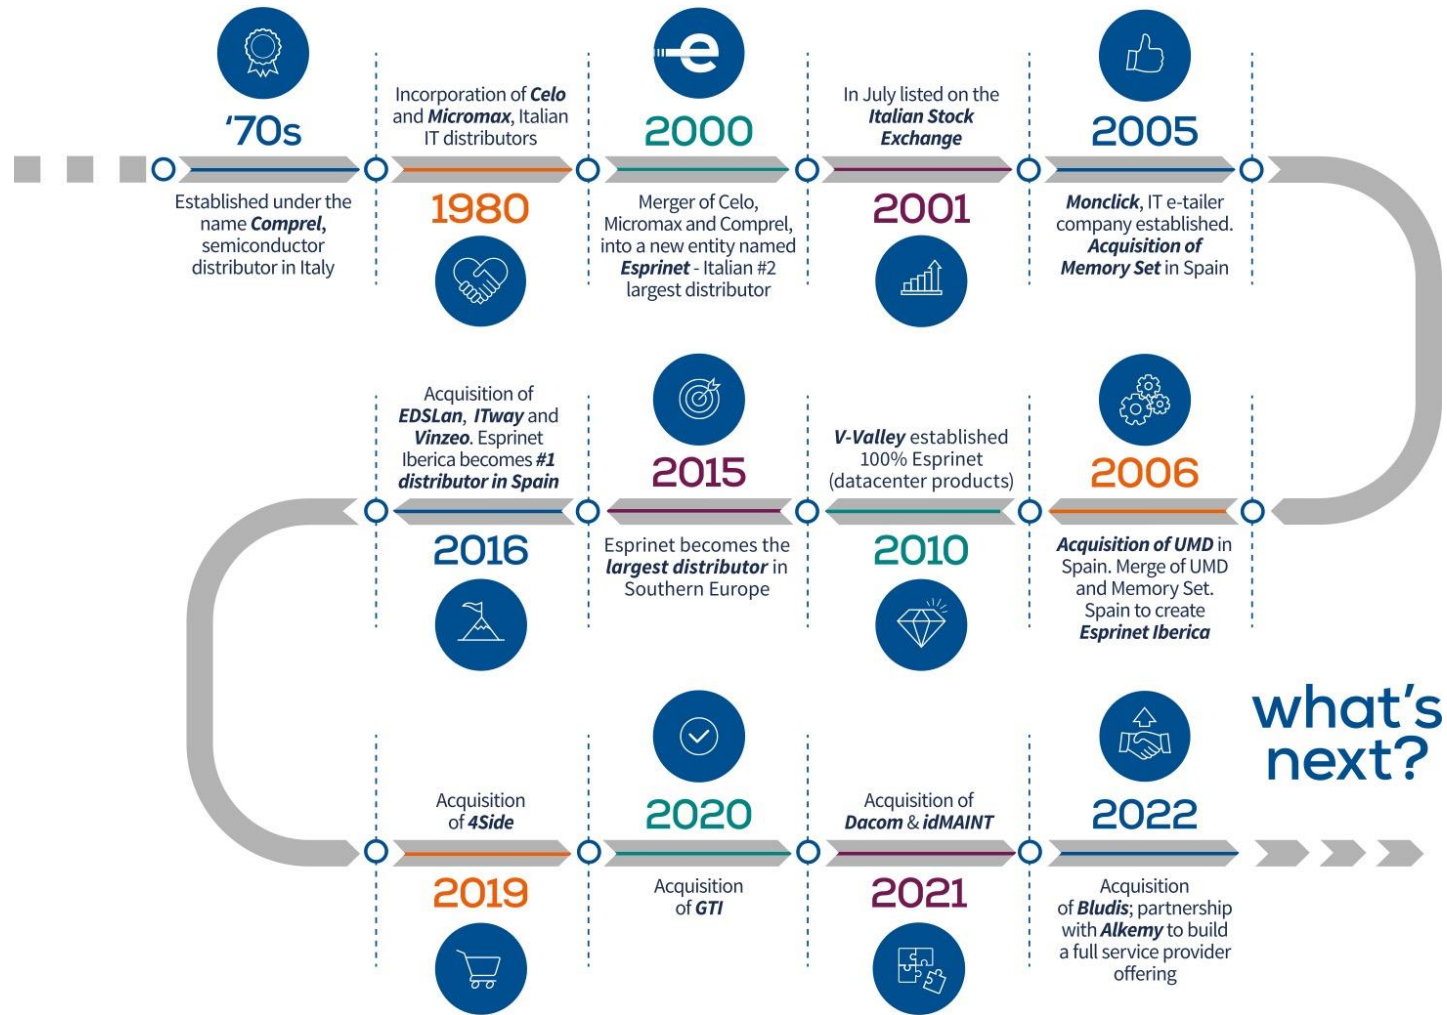 '70s
Established under the
name Comprel,
semiconductor
distributor in Italy
Incorporation of Celo
and Micromax, Italian
IT distributors
1980
e
2000
Merger of Celo,
Micromax and Comprel,
into a new entity named
Esprinet - Italian #2
largest distributor
In July listed on the
Italian Stock
Exchange
2001
2005
Monclick, IT e-tailer
company established.
Acquisition of
Memory Set in Spain
2006
Acquisition of UMD in
Spain. Merge of UMD
and Memory Set.
Spain to create
Esprinet Iberica
V-Valley established
100% Esprinet
(datacenter products)
2010
2015
Esprinet becomes the
largest distributor in
Southern Europe
Acquisition of
EDSLan, ITway and
Vinzeo. Esprinet
Iberica becomes #1
distributor in Spain
2016
Acquisition
of 4Side
2019
2020
Acquisition
of GTI
Acquisition of
Dacom & idMAINT
2021
2022
Acquisition
of Bludis; partnership
with Alkemy to build
a full service provider
offering
what's
next?